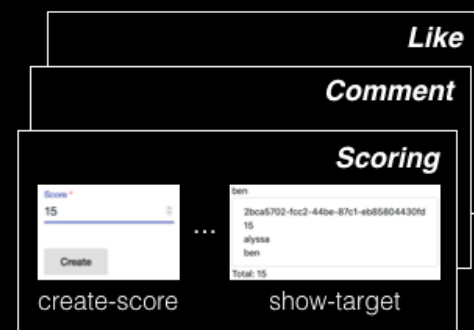 Like
Comment
Scoring
Score *
15
Create
...
ben
2bca5702-fcc2-44be-87c1-eb85804430fd
15
alyssa
ben
Total: 15
create-score
show-target